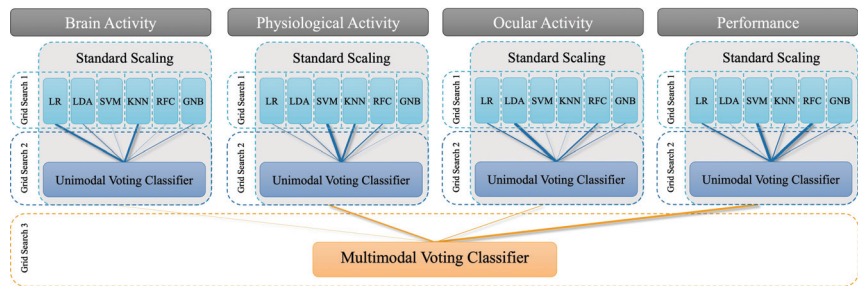 Brain Activity
Physiological Activity
Ocular Activity
Performance
Standard Scaling
Standard Scaling
Standard Scaling
Standard Scaling
Grid Search 1
LR LDA SVM KNN RFC GNB
Grid Search 1
LR LDA SVM KNN RFC GNB
Grid Search 1
LR LDA SVM KNN RFC GNB
Grid Search 1
LR LDA SVM KNN RFC GNB
Grid Search 2
Unimodal Voting Classifier
Grid Search 2
Unimodal Voting Classifier
Grid Search 2
Unimodal Voting Classifier
Grid Search 2
Unimodal Voting Classifier
Grid Search 3
Multimodal Voting Classifier